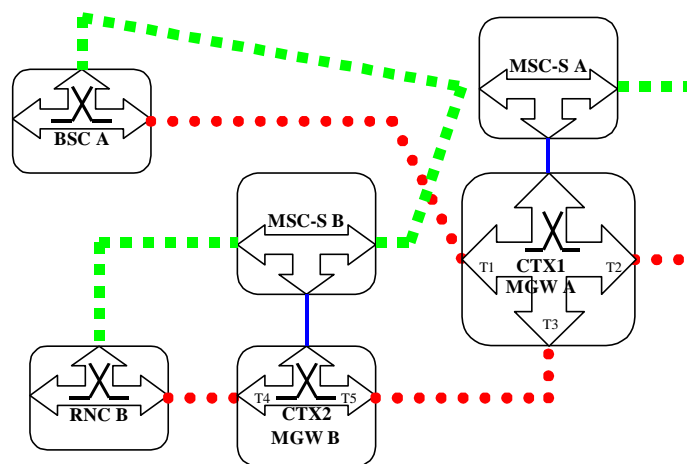 MSC-S A
BSC A
MSC-S B
T1
CTX1
T2
MGW A
T3
RNC B
T4
CTX2
T5
MGW B